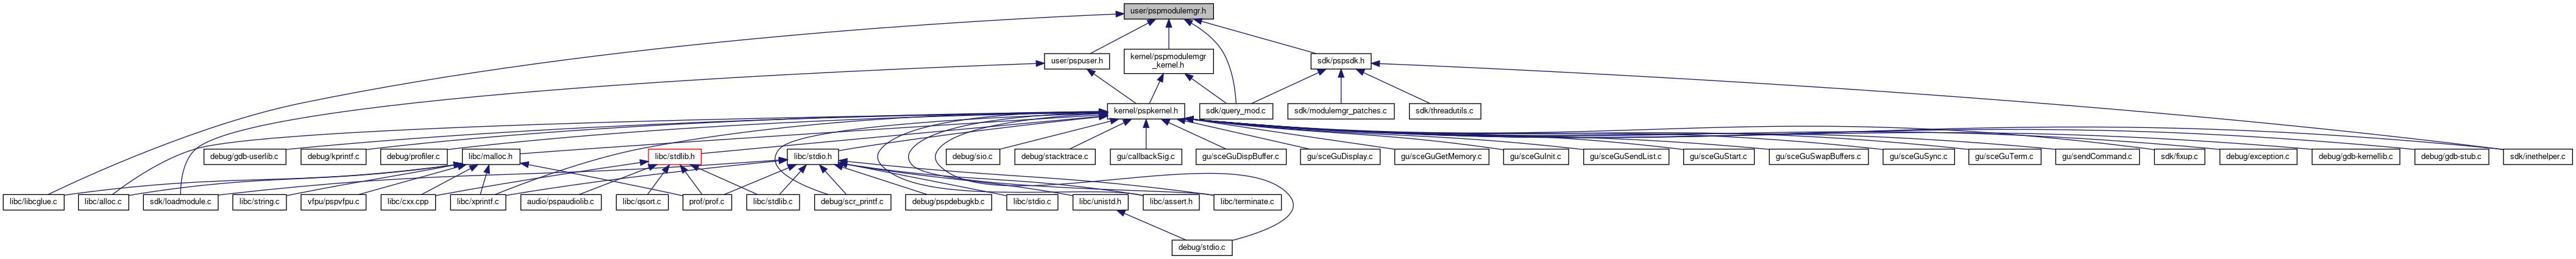 user/pspmodulemgr.h
user/pspuser.h
kernel/pspmodulemgr
_kernel.h
sdk/pspsdk.h
kernel/pspkernel.h
sdk/query_mod.c
sdk/modulemgr_patches.c
sdk/threadutils.c
debug/gdb-userlib.c
debug/kprintf.c
debug/profiler.c
libc/malloc.h
libc/stdlib.h
libc/stdio.h
debug/sio.c
debug/stacktrace.c
gu/callbackSig.c
gu/sceGuDispBuffer.c
gu/sceGuDisplay.c
gu/sceGuGetMemory.c
gu/sceGuInit.c
gu/sceGuSendList.c
gu/sceGuStart.c
gu/sceGuSwapBuffers.c
gu/sceGuSync.c
gu/sceGuTerm.c
gu/sendCommand.c
sdk/fixup.c
debug/exception.c
debug/gdb-kernellib.c
debug/gdb-stub.c
sdk/inethelper.c
libc/libcglue.c
libc/alloc.c
sdk/loadmodule.c
libc/string.c
vfpu/pspvfpu.c
libc/cxx.cpp
libc/xprintf.c
audio/pspaudiolib.c
libc/qsort.c
prof/prof.c
libc/stdlib.c
debug/scr_printf.c
debug/pspdebugkb.c
libc/stdio.c
libc/unistd.h
libc/assert.h
libc/terminate.c
debug/stdio.c